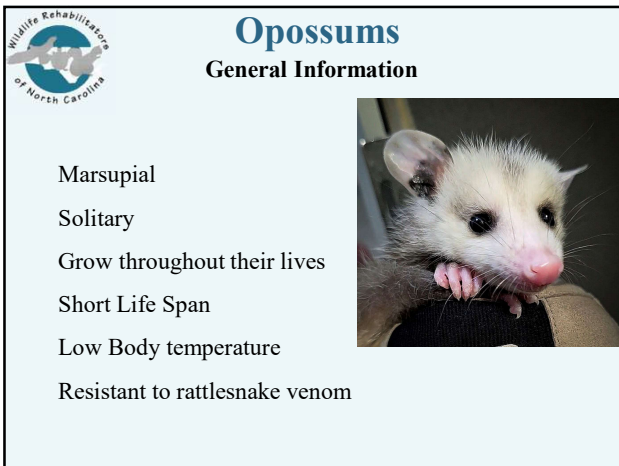 Wildlife Rehabilitators
of North Carolina
Opossums
General Information
Marsupial
Solitary
Grow throughout their lives
Short Life Span
Low Body temperature
Resistant to rattlesnake venom